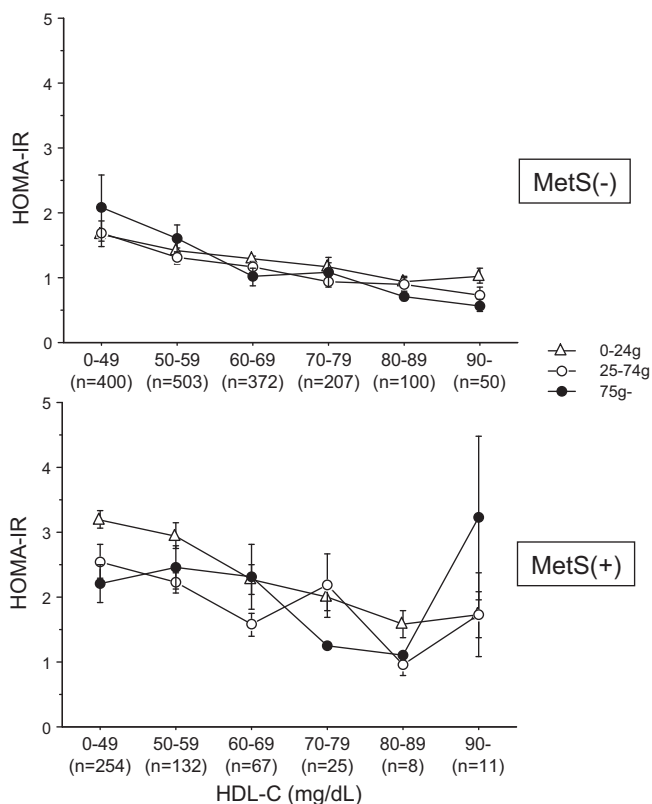 5
4
3
2
1
0
HOMA-IR
MetS(-)
0-49 50-59 60-69 70-79 80-89 90-
(n=400) (n=503) (n=372) (n=207) (n=100) (n=50)
0-24g
25-74g
75g-
5
4
3
2
1
0
HOMA-IR
MetS(+)
0-49 50-59 60-69 70-79 80-89 90-
(n=254) (n=132) (n=67) (n=25) (n=8) (n=11)
HDL-C (mg/dL)